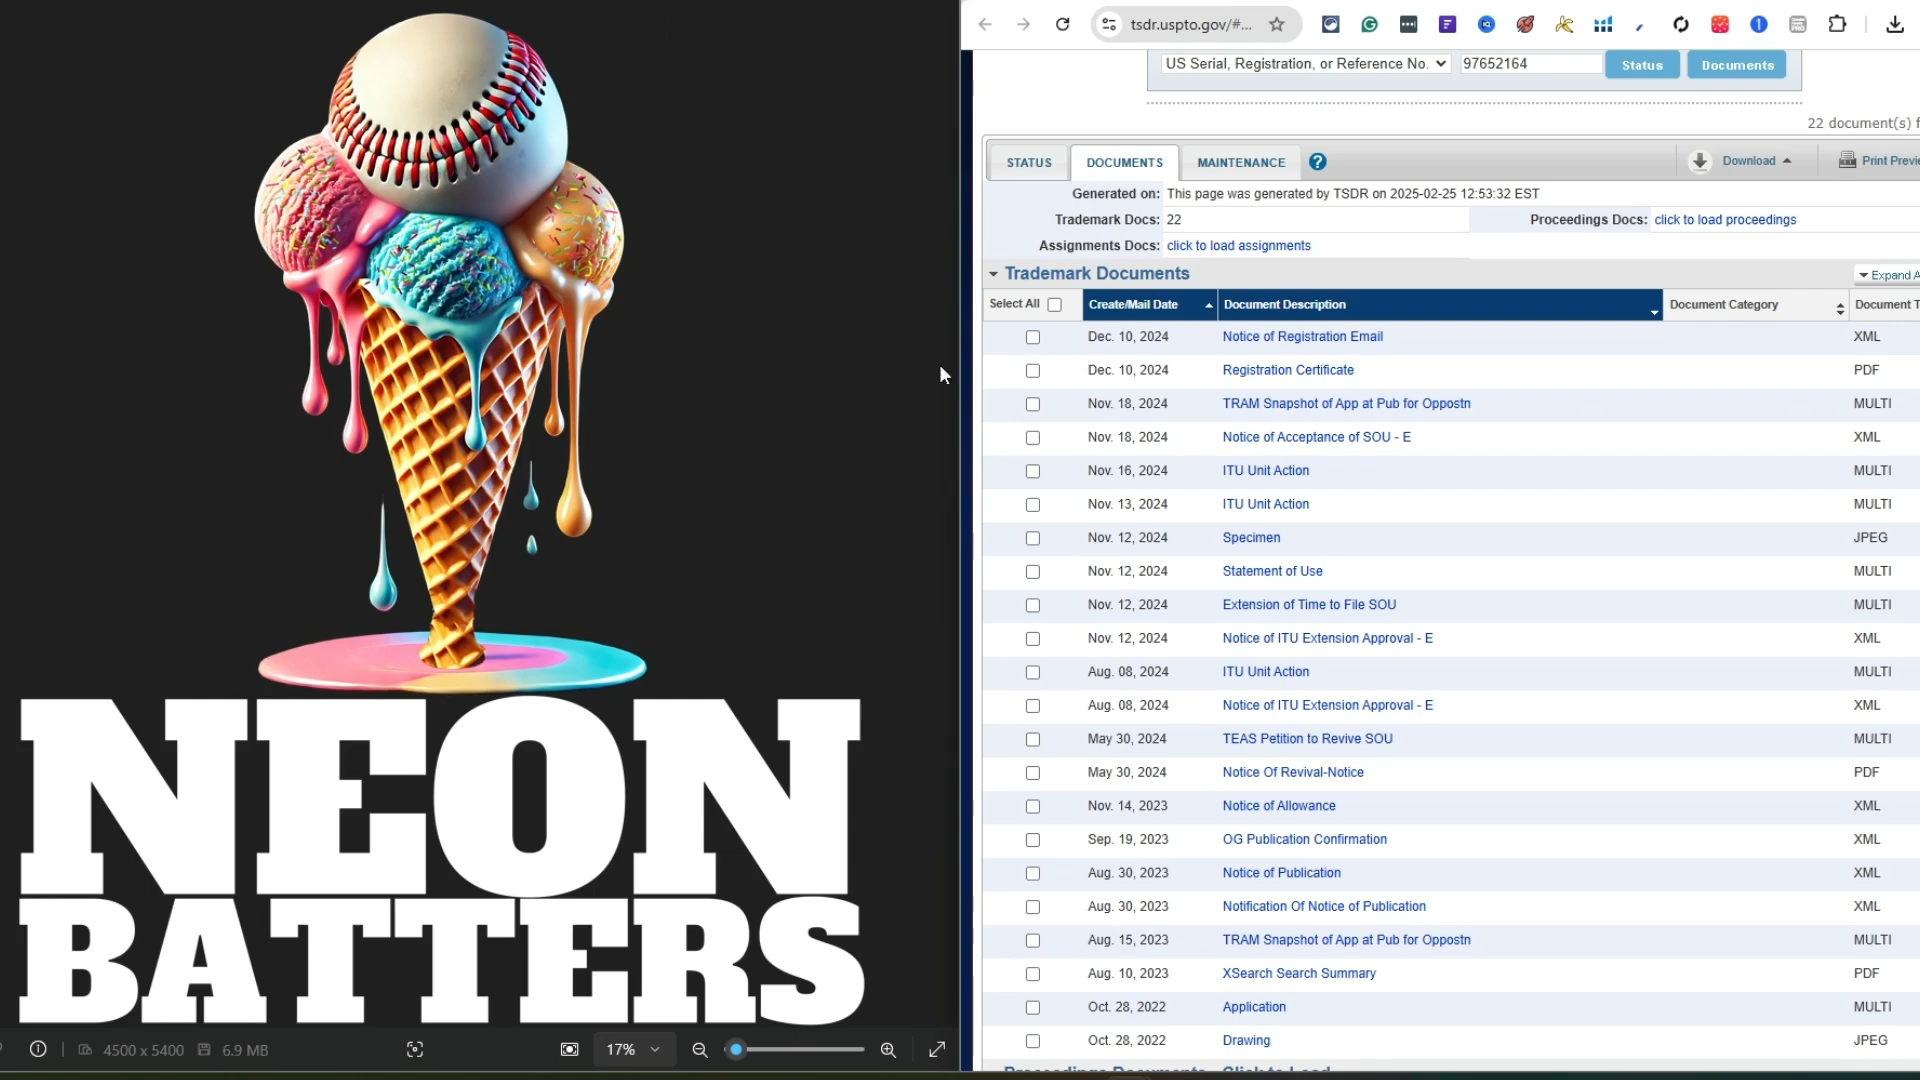 NEON
BATTERS
4500 x 5400
6.9 MB
17%
tsdr.uspto.gov/#...
US Serial, Registration, or Reference No.
97652164
Status
Documents
22 document(s) f
STATUS
DOCUMENTS
MAINTENANCE
?
Download
Print Previe
Generated on: This page was generated by TSDR on 2025-02-25 12:53:32 EST
Trademark Docs: 22
Proceedings Docs: click to load proceedings
Assignments Docs: click to load assignments
Trademark Documents
Expand A
Select All Create/Mail Date Document Description Document Category Document T
Dec. 10, 2024 Notice of Registration Email XML
Dec. 10, 2024 Registration Certificate PDF
Nov. 18, 2024 TRAM Snapshot of App at Pub for Oppostn MULTI
Nov. 18, 2024 Notice of Acceptance of SOU - E XML
Nov. 16, 2024 ITU Unit Action MULTI
Nov. 13, 2024 ITU Unit Action MULTI
Nov. 12, 2024 Specimen JPEG
Nov. 12, 2024 Statement of Use MULTI
Nov. 12, 2024 Extension of Time to File SOU MULTI
Nov. 12, 2024 Notice of ITU Extension Approval - E XML
Aug. 08, 2024 ITU Unit Action MULTI
Aug. 08, 2024 Notice of ITU Extension Approval - E XML
May 30, 2024 TEAS Petition to Revive SOU MULTI
May 30, 2024 Notice Of Revival-Notice PDF
Nov. 14, 2023 Notice of Allowance XML
Sep. 19, 2023 OG Publication Confirmation XML
Aug. 30, 2023 Notice of Publication XML
Aug. 30, 2023 Notification Of Notice of Publication XML
Aug. 15, 2023 TRAM Snapshot of App at Pub for Oppostn MULTI
Aug. 10, 2023 XSearch Search Summary PDF
Oct. 28, 2022 Application MULTI
Oct. 28, 2022 Drawing JPEG
Proceedings Documents - Click to Load